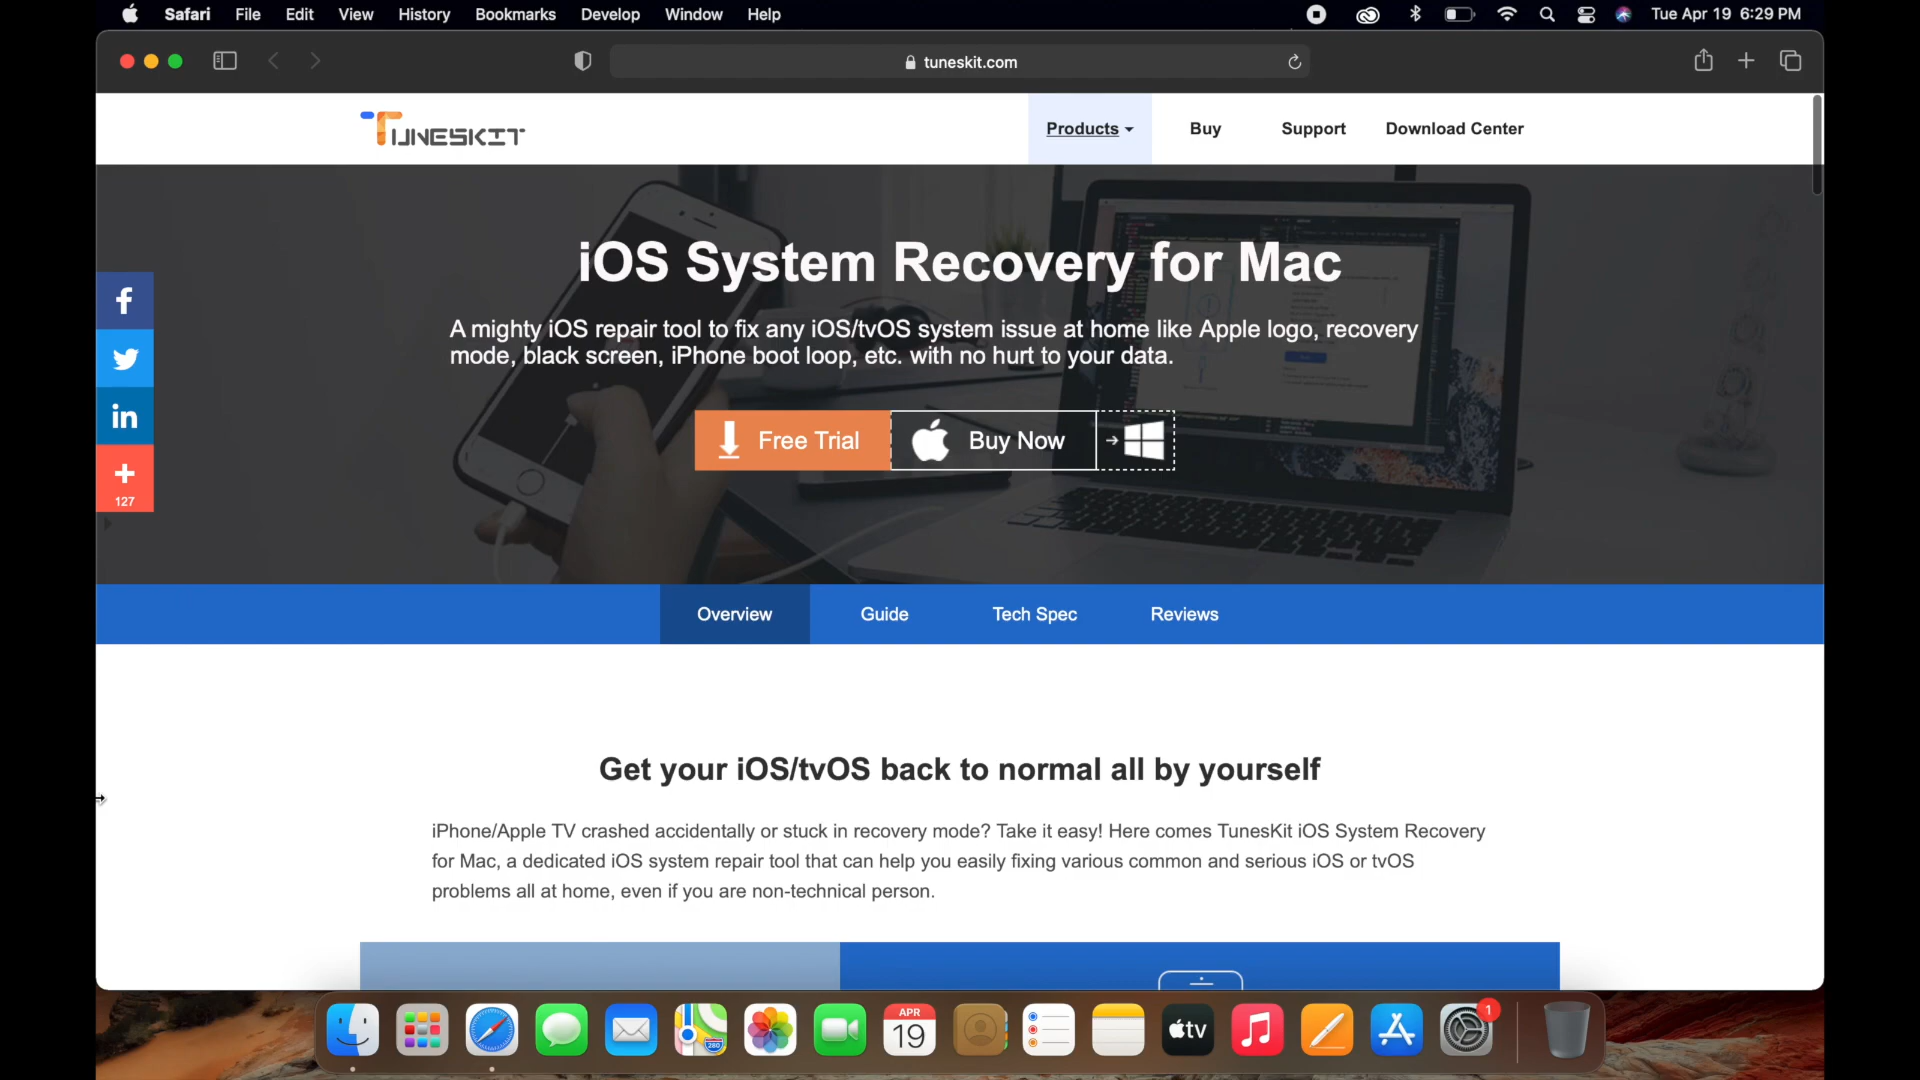 Safari File Edit View History Bookmarks Develop Window Help Tue Apr 19 6:29 PM
tuneskit.com
TUNESKIT Products Buy Support Download Center
iOS System Recovery for Mac
A mighty iOS repair tool to fix any iOS/tvOS system issue at home like Apple logo, recovery
mode, black screen, iPhone boot loop, etc. with no hurt to your data.
f
in
127
Free Trial Buy Now
Overview Guide Tech Spec Reviews
Get your iOS/tvOS back to normal all by yourself
iPhone/Apple TV crashed accidentally or stuck in recovery mode? Take it easy! Here comes TunesKit iOS System Recovery
for Mac, a dedicated iOS system repair tool that can help you easily fixing various common and serious iOS or tvOS
problems all at home, even if you are non-technical person.
280
APR
19
tv
1